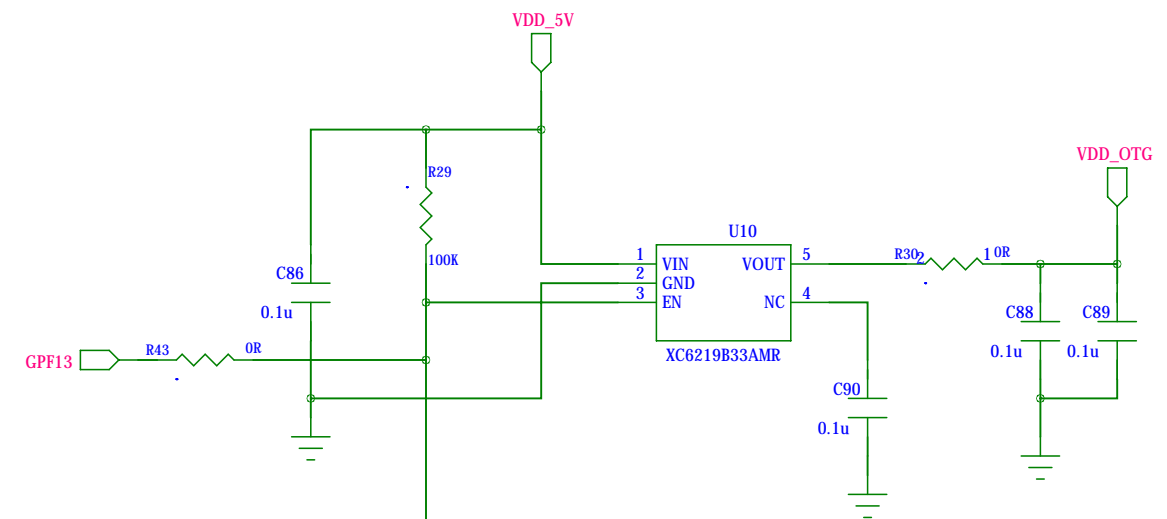 VDD_5V
VDD_OTG
R29
U10
100K
1 VIN VOUT 5
R30 2 1 0R
C86
2 GND
3 EN NC 4
0.1u
C88 C89
GPF13 R43 0R
XC6219B33AMR
0.1u 0.1u
C90
0.1u